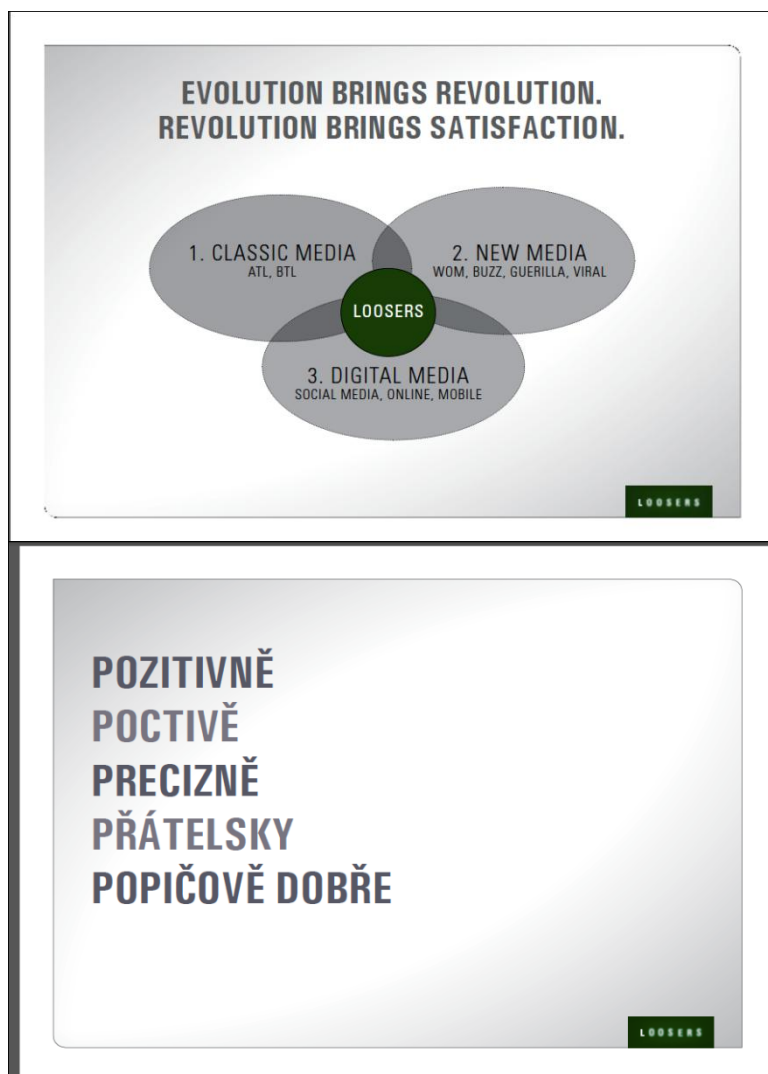 EVOLUTION BRINGS REVOLUTION.
REVOLUTION BRINGS SATISFACTION.
1. CLASSIC MEDIA
ATL, BTL
2. NEW MEDIA
WOM, BUZZ, GUERILLA, VIRAL
LOOSERS
3. DIGITAL MEDIA
SOCIAL MEDIA, ONLINE, MOBILE
LOOSERS
POZITIVNĚ
POCTIVĚ
PRECIZNĚ
PŘÁTELSKY
POPIČOVĚ DOBŘE
LOOSERS